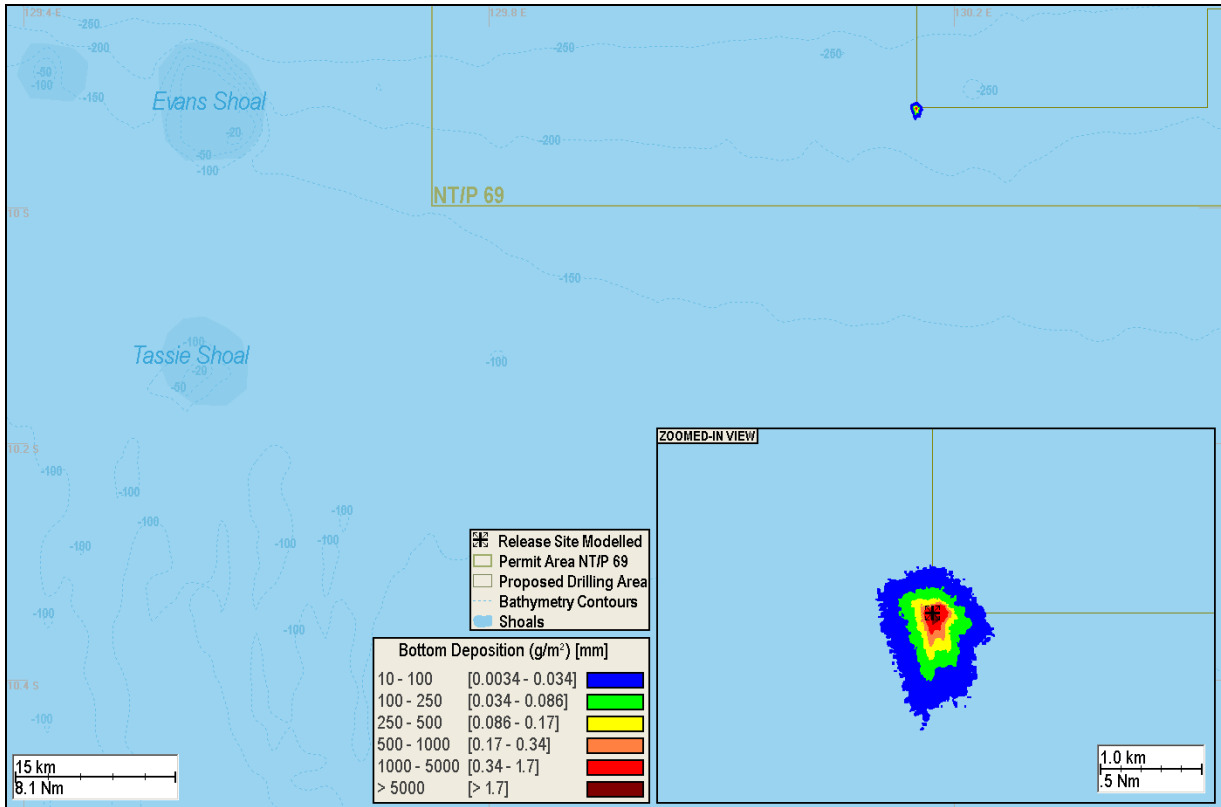 129.4 E
129.8 E
130.2 E
-250
-200
-250
-250
-50
-100
-150
Evans Shoal
-250
-20
-50
-100
-200
NT/P 69
10 S
-150
-100
Tassie Shoal
-20
-50
-100
10.2 S
-100
-100
-100
-100
-100
-100
-100
-100
-100
-100
10.4 S
-100
ZOOMED-IN VIEW
Release Site Modelled
Permit Area NT/P 69
Proposed Drilling Area
Bathymetry Contours
Shoals
Bottom Deposition (g/m²) [mm]
10 - 100 [0.0034 - 0.034]
100 - 250 [0.034 - 0.086]
250 - 500 [0.086 - 0.17]
500 - 1000 [0.17 - 0.34]
1000 - 5000 [0.34 - 1.7]
> 5000 [> 1.7]
15 km
8.1 Nm
1.0 km
.5 Nm